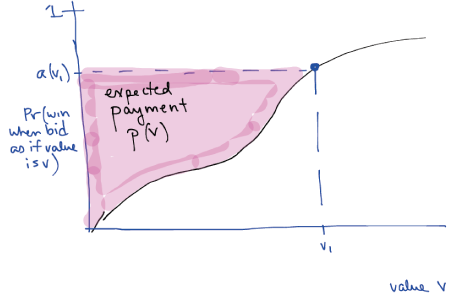 1
a(v₁)
expected
payment
p(v)
Pr(win
when bid
as if value
is v)
v₁
value v